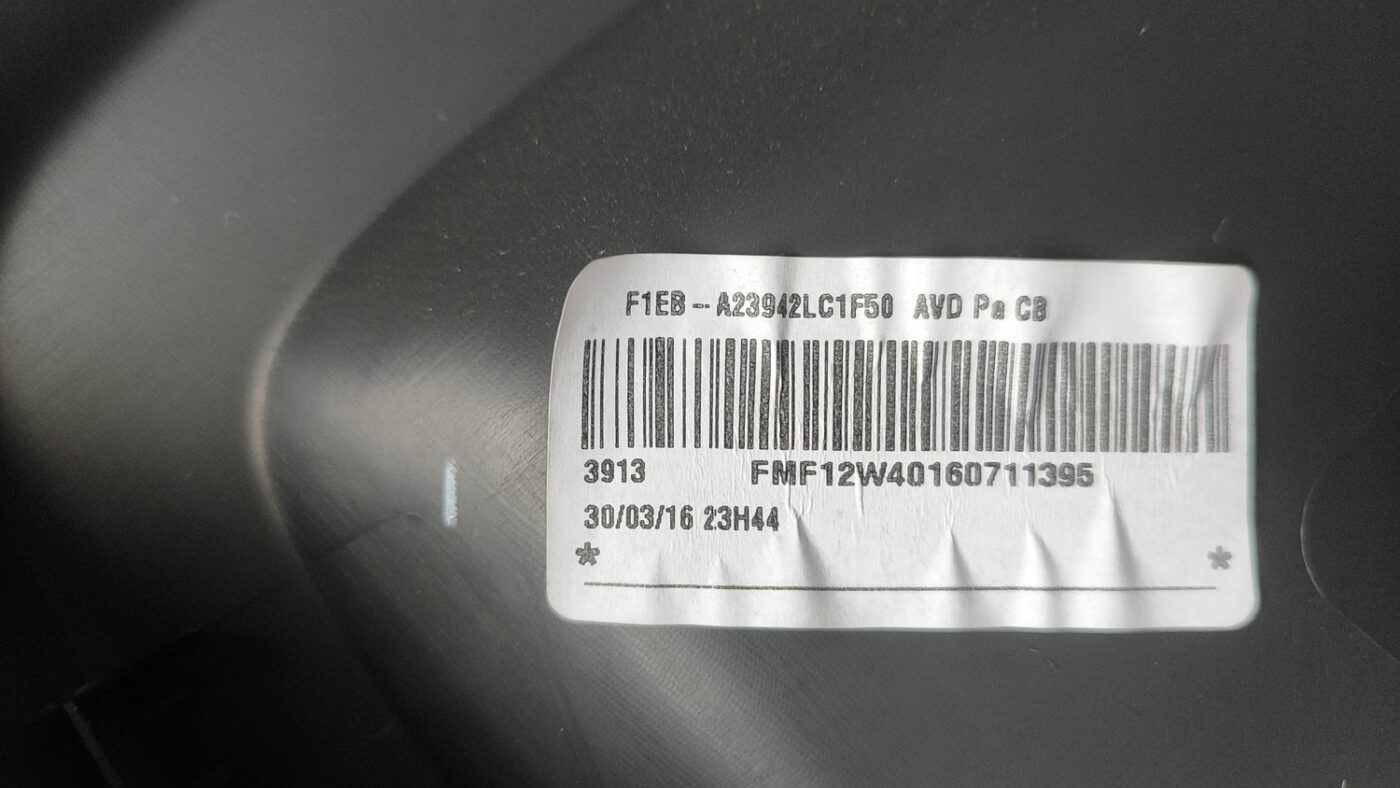 F1EB--A23942LC1F50 AVD Pa CB
3913 FMF12W40160711395
30/03/16 23H44
* *